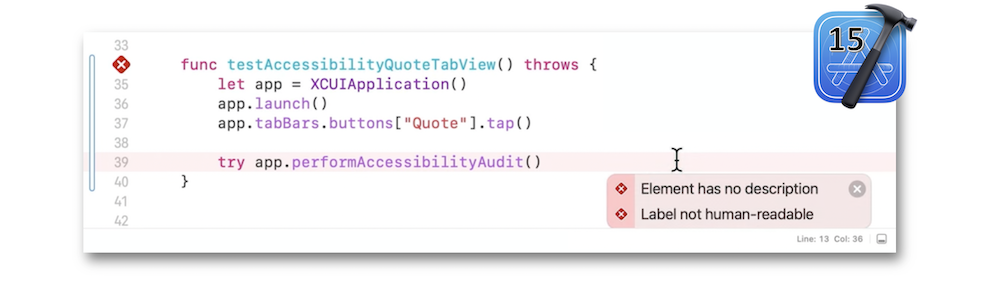 15
33
func testAccessibilityQuoteTabView() throws {
35 let app = XCUIApplication()
36 app.launch()
37 app.tabBars.buttons["Quote"].tap()
38
39 try app.performAccessibilityAudit()
40 }
Element has no description
41
Label not human-readable
42
Line: 13 Col: 36